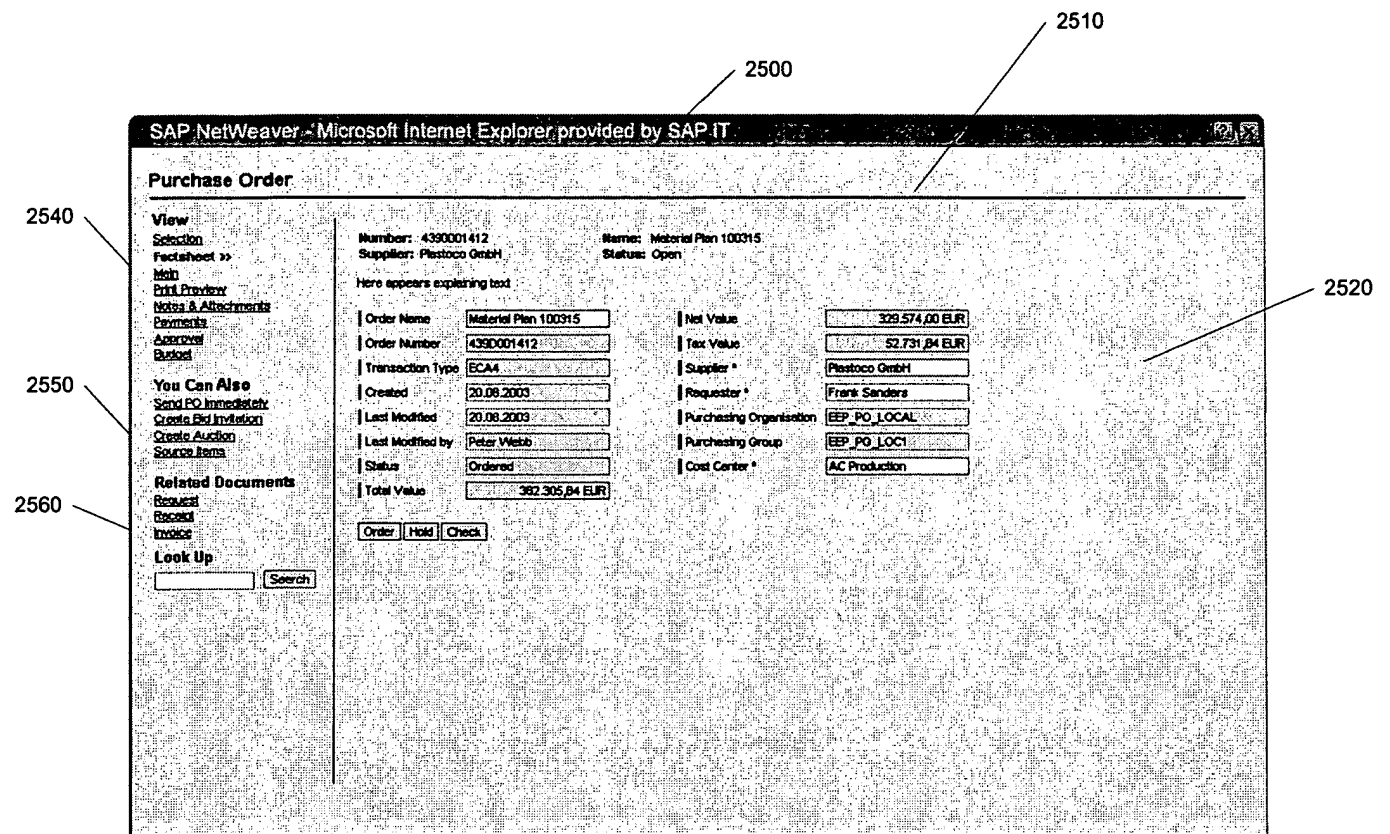 2510
2500
SAP NetWeaver - Microsoft Internet Explorer provided by SAP IT
Purchase Order
2540
View
Selection
Factsheet >>
Main
Print Preview
Notes & Attachments
Payments
Approval
Budget
Number: 4390001412 Name: Material Plan 100315
Supplier: Plastoco GmbH Status: Open
Here appears explaining text
2520
Order Name Material Plan 100315 Net Value 329.574,00 EUR
Order Number 4390001412 Tax Value 52.731,84 EUR
Transaction Type ECA4 Supplier * Plastoco GmbH
Created 20.08.2003 Requester * Frank Sanders
Last Modified 20.08.2003 Purchasing Organisation EEP_PO_LOCAL
Last Modified by Peter Webb Purchasing Group EEP_PG_LOC1
Status Ordered Cost Center * AC Production
Total Value 382.305,84 EUR
Order Hold Check
2550
You Can Also
Send PO Immediately
Create Bid Invitation
Create Auction
Source Items
2560
Related Documents
Request
Receipt
Invoice
Look Up
Search